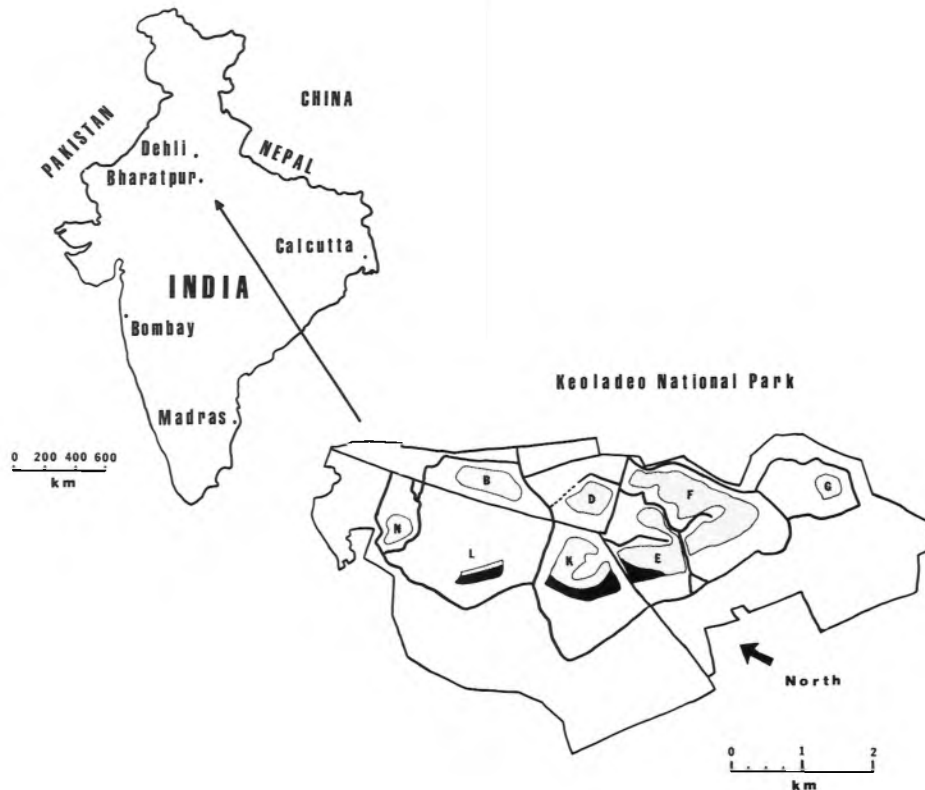 CHINA
PAKISTAN
Dehli
NEPAL
Bharatpur
Calcutta
INDIA
Bombay
Madras
0 200 400 600
km
Keoladeo National Park
B
D
F
G
N
L
K
E
North
0 1 2
km